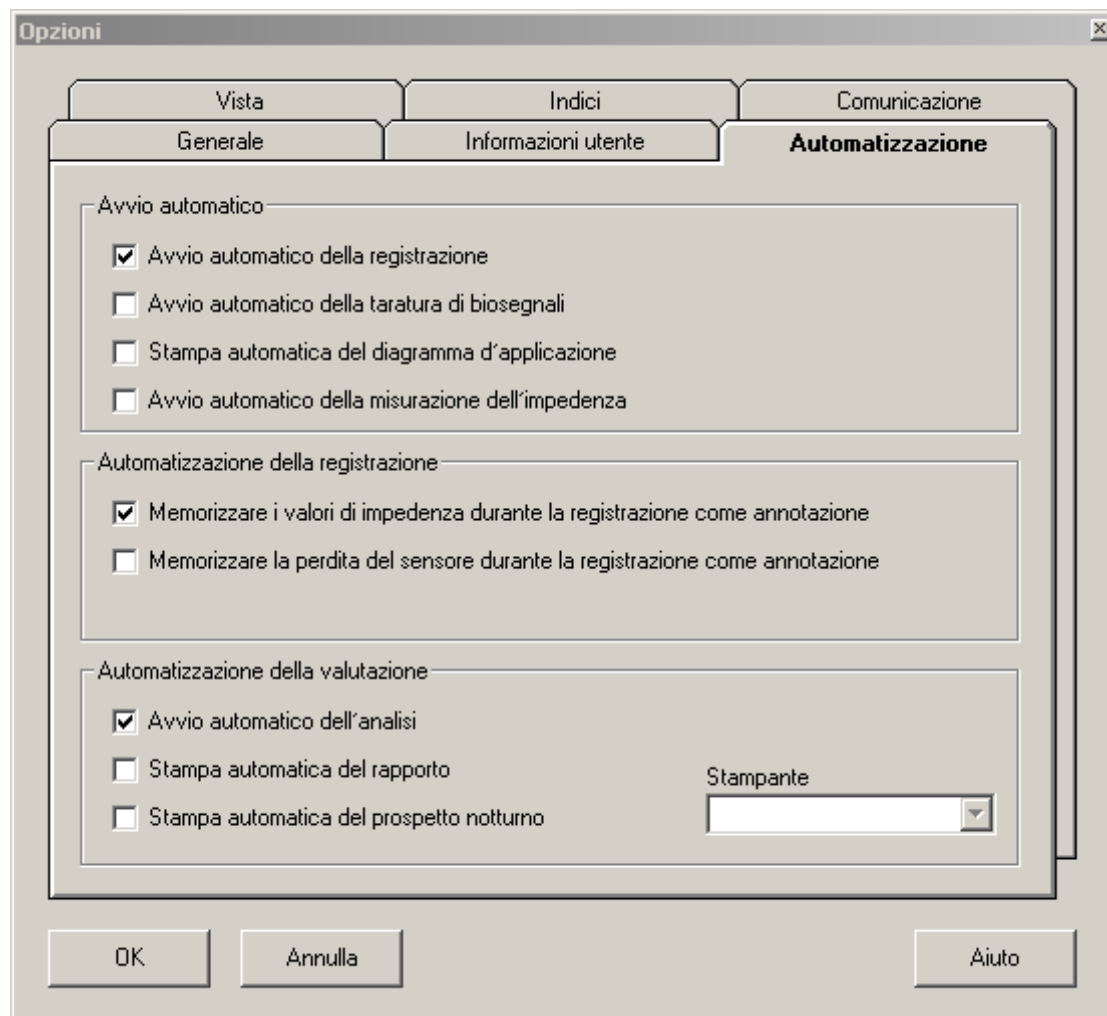 Opzioni
Vista
Indici
Comunicazione
Generale
Informazioni utente
Automatizzazione
Avvio automatico
Avvio automatico della registrazione
Avvio automatico della taratura di biosegnali
Stampa automatica del diagramma d´applicazione
Avvio automatico della misurazione dell´impedenza
Automatizzazione della registrazione
Memorizzare i valori di impedenza durante la registrazione come annotazione
Memorizzare la perdita del sensore durante la registrazione come annotazione
Automatizzazione della valutazione
Avvio automatico dell´analisi
Stampa automatica del rapporto
Stampante
Stampa automatica del prospetto notturno
OK
Annulla
Aiuto